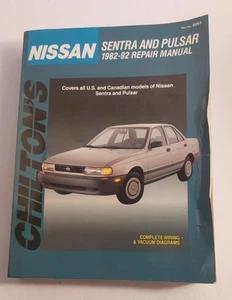 NISSAN
SENTRA AND PULSAR
1982-92 REPAIR MANUAL
Covers all U.S. and Canadian models of Nissan
Sentra and Pulsar
CHILTON'S
COMPLETE WIRING
& VACUUM DIAGRAMS